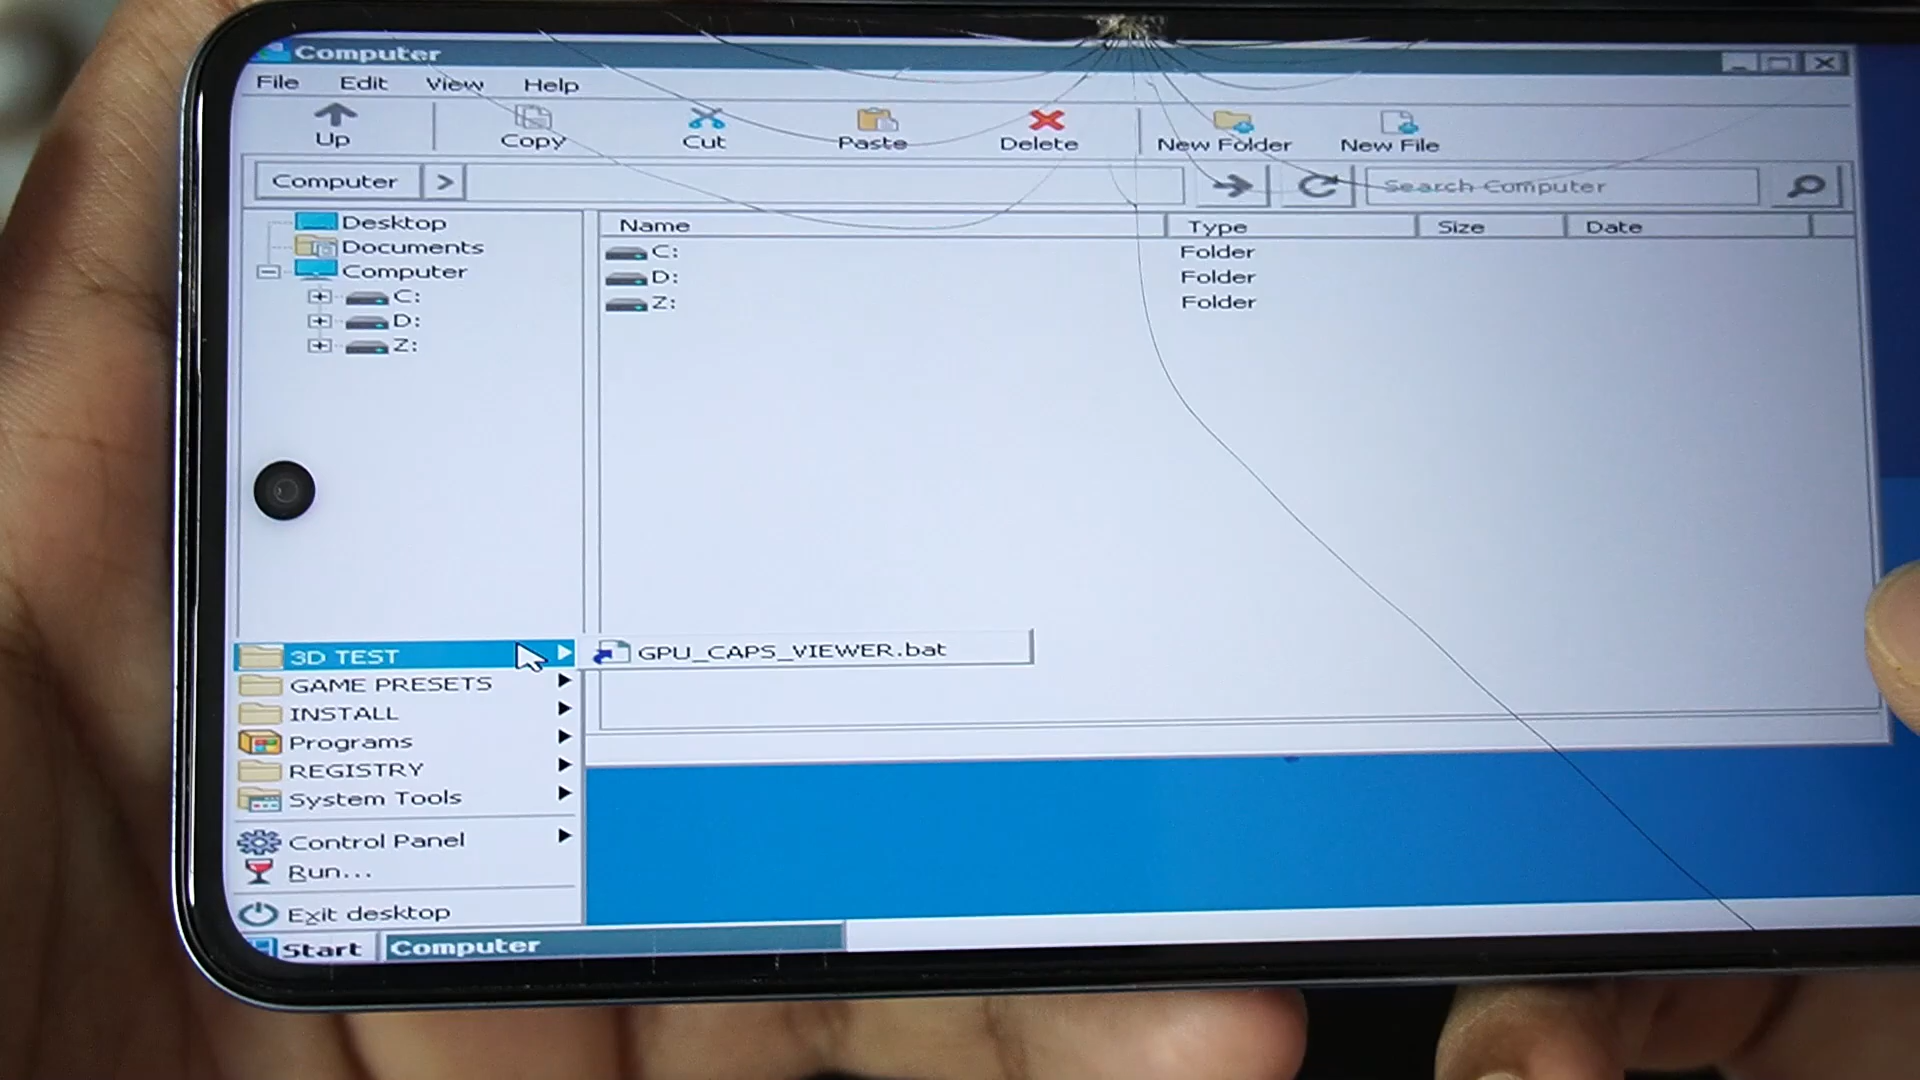 Computer
File Edit View Help
Up Copy Cut Paste Delete New Folder New File
Computer > Search Computer
Desktop
Documents
Computer
C:
D:
Z:
Name Type Size Date
C: Folder
D: Folder
Z: Folder
3D TEST
GPU_CAPS_VIEWER.bat
GAME PRESETS
INSTALL
Programs
REGISTRY
System Tools
Control Panel
Run...
Exit desktop
Start Computer